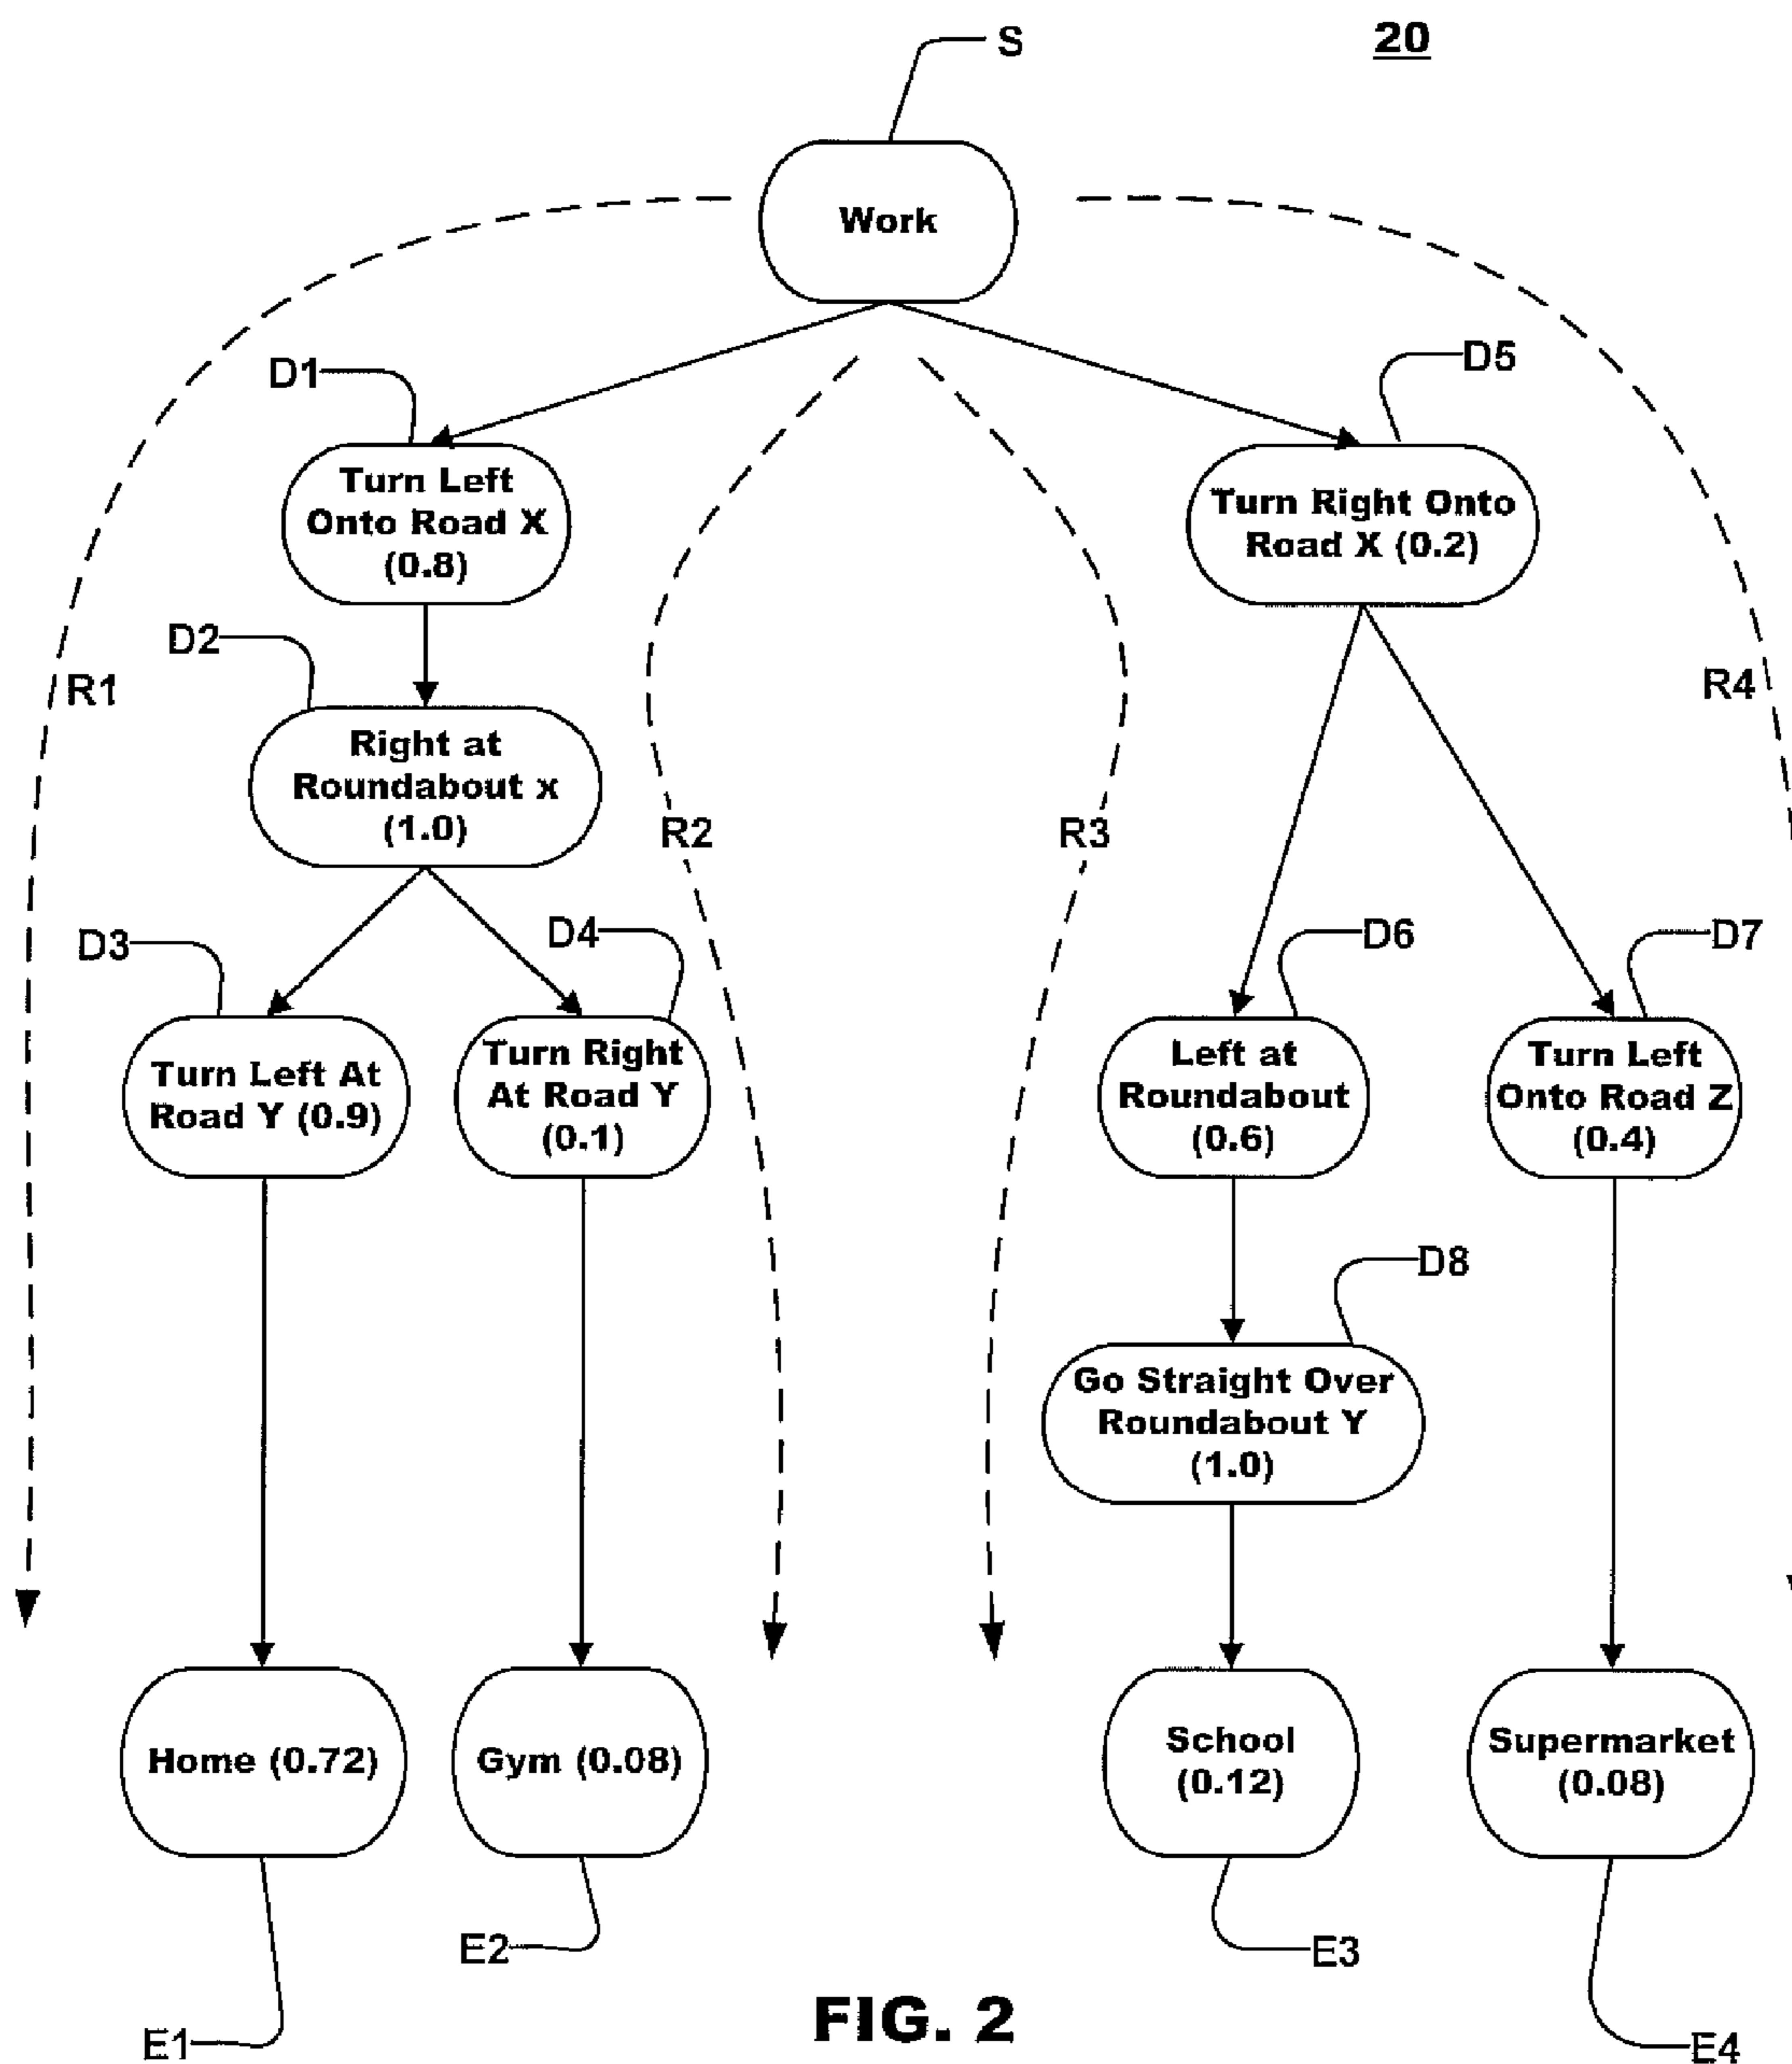 S
20
Work
D1
D5
Turn Left
Onto Road X
(0.8)
Turn Right Onto
Road X (0.2)
D2
R1
R4
Right at
Roundabout x
(1.0)
R2
R3
D3
D4
D6
D7
Turn Left At
Road Y (0.9)
Turn Right
At Road Y
(0.1)
Left at
Roundabout
(0.6)
Turn Left
Onto Road Z
(0.4)
D8
Go Straight Over
Roundabout Y
(1.0)
Home (0.72)
Gym (0.08)
School
(0.12)
Supermarket
(0.08)
E2
E3
FIG. 2
E1
E4